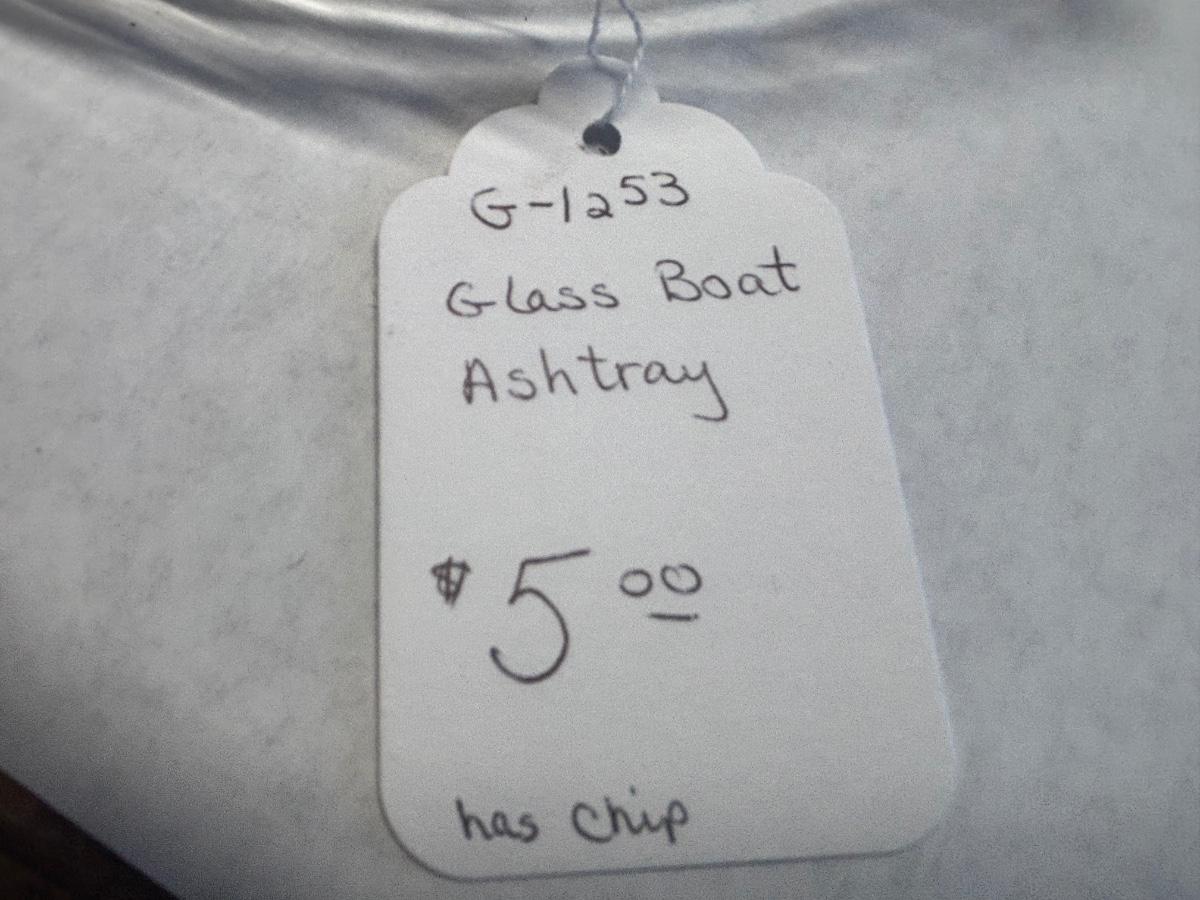 G-1253
Glass Boat
Ashtray
$5.00
has chip